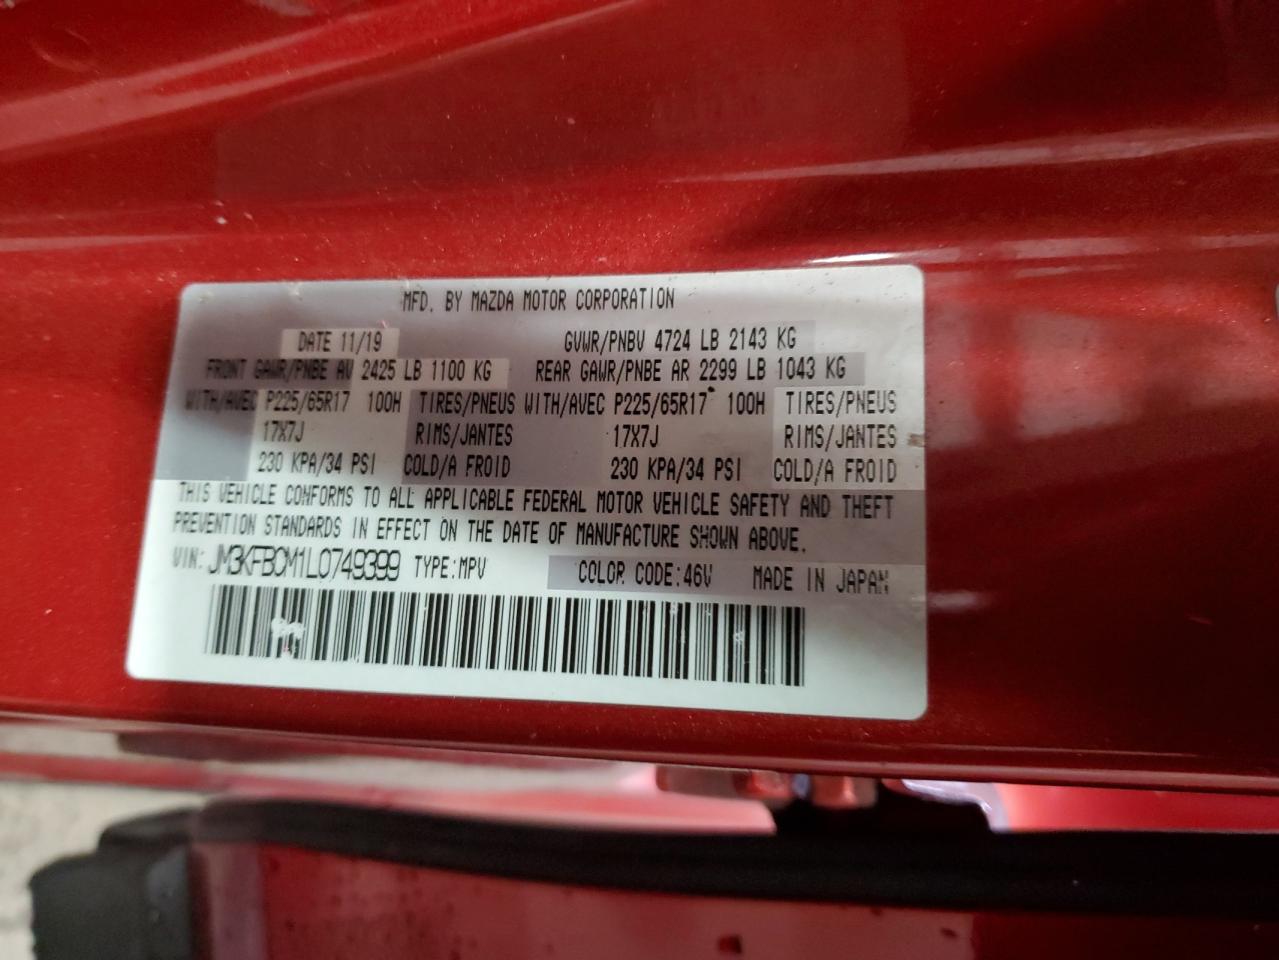 MFD. BY MAZDA MOTOR CORPORATION
DATE 11/19 GVWR/PNBV 4724 LB 2143 KG
FRONT GAWR/PNBE AV 2425 LB 1100 KG REAR GAWR/PNBE AR 2299 LB 1043 KG
WITH/AVEC P225/65R17 100H TIRES/PNEUS WITH/AVEC P225/65R17 100H TIRES/PNEUS
17X7J RIMS/JANTES 17X7J RIMS/JANTES
230 KPA/34 PSI COLD/A FROID 230 KPA/34 PSI COLD/A FROID
THIS VEHICLE CONFORMS TO ALL APPLICABLE FEDERAL MOTOR VEHICLE SAFETY AND THEFT
PREVENTION STANDARDS IN EFFECT ON THE DATE OF MANUFACTURE SHOWN ABOVE.
VIN: JM3KFBCM1L0749399 TYPE:MPV COLOR CODE:46V MADE IN JAPAN